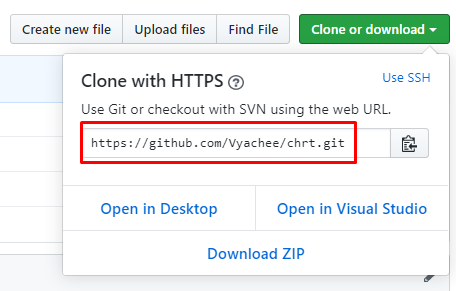 Create new file Upload files Find File Clone or download
Clone with HTTPS Use SSH
Use Git or checkout with SVN using the web URL.
https://github.com/Vyachee/chrt.git
Open in Desktop Open in Visual Studio
Download ZIP